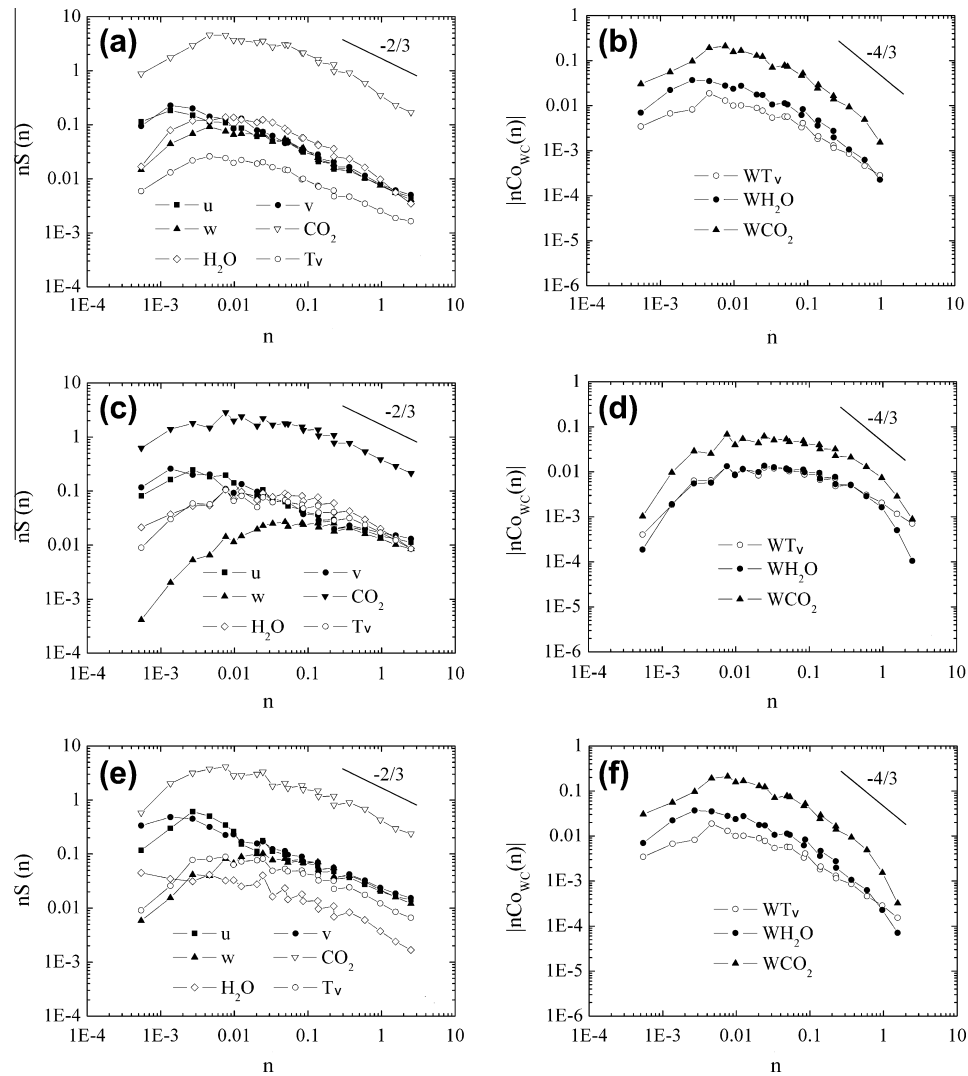 (a)
nS (n)
10
1
0.1
0.01
1E-3
1E-4
-2/3
u
v
w
CO₂
H₂O
Tv
1E-4 1E-3 0.01 0.1 1 10
n
(b)
|nCo_WC(n)|
1
0.1
0.01
1E-3
1E-4
1E-5
1E-6
-4/3
WTv
WH₂O
WCO₂
1E-4 1E-3 0.01 0.1 1 10
n
(c)
nS (n)
10
1
0.1
0.01
1E-3
1E-4
-2/3
u
v
w
CO₂
H₂O
Tv
1E-4 1E-3 0.01 0.1 1 10
n
(d)
|nCo_WC(n)|
1
0.1
0.01
1E-3
1E-4
1E-5
1E-6
-4/3
WTv
WH₂O
WCO₂
1E-4 1E-3 0.01 0.1 1 10
n
(e)
nS (n)
10
1
0.1
0.01
1E-3
1E-4
-2/3
u
v
w
CO₂
H₂O
Tv
1E-4 1E-3 0.01 0.1 1 10
n
(f)
|nCo_WC(n)|
1
0.1
0.01
1E-3
1E-4
1E-5
1E-6
-4/3
WTv
WH₂O
WCO₂
1E-4 1E-3 0.01 0.1 1 10
n